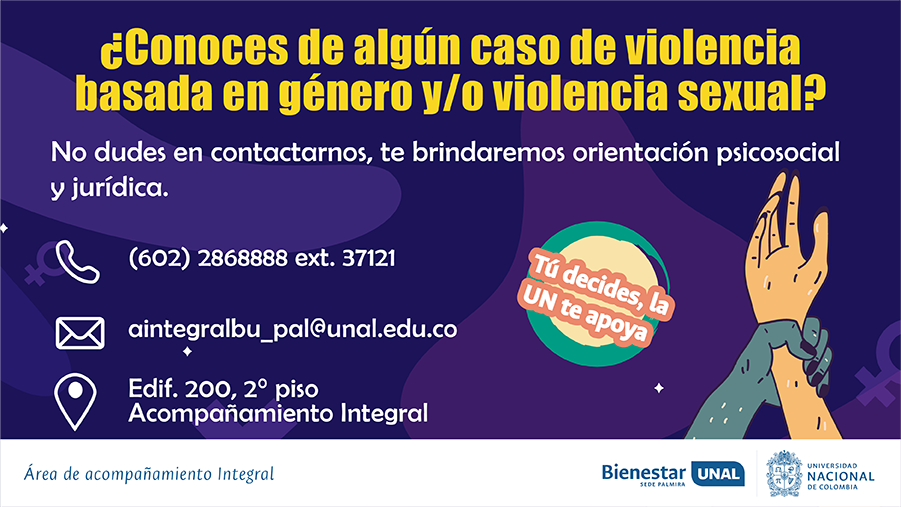 ¿Conoces de algún caso de violencia
basada en género y/o violencia sexual?
No dudes en contactarnos, te brindaremos orientación psicosocial
y jurídica.
(602) 2868888 ext. 37121
aintegralbu_pal@unal.edu.co
Edif. 200, 2º piso
Acompañamiento Integral
Tú decides, la
UN te apoya
Área de acompañamiento Integral
Bienestar UNAL
SEDE PALMIRA
UNIVERSIDAD
NACIONAL
DE COLOMBIA